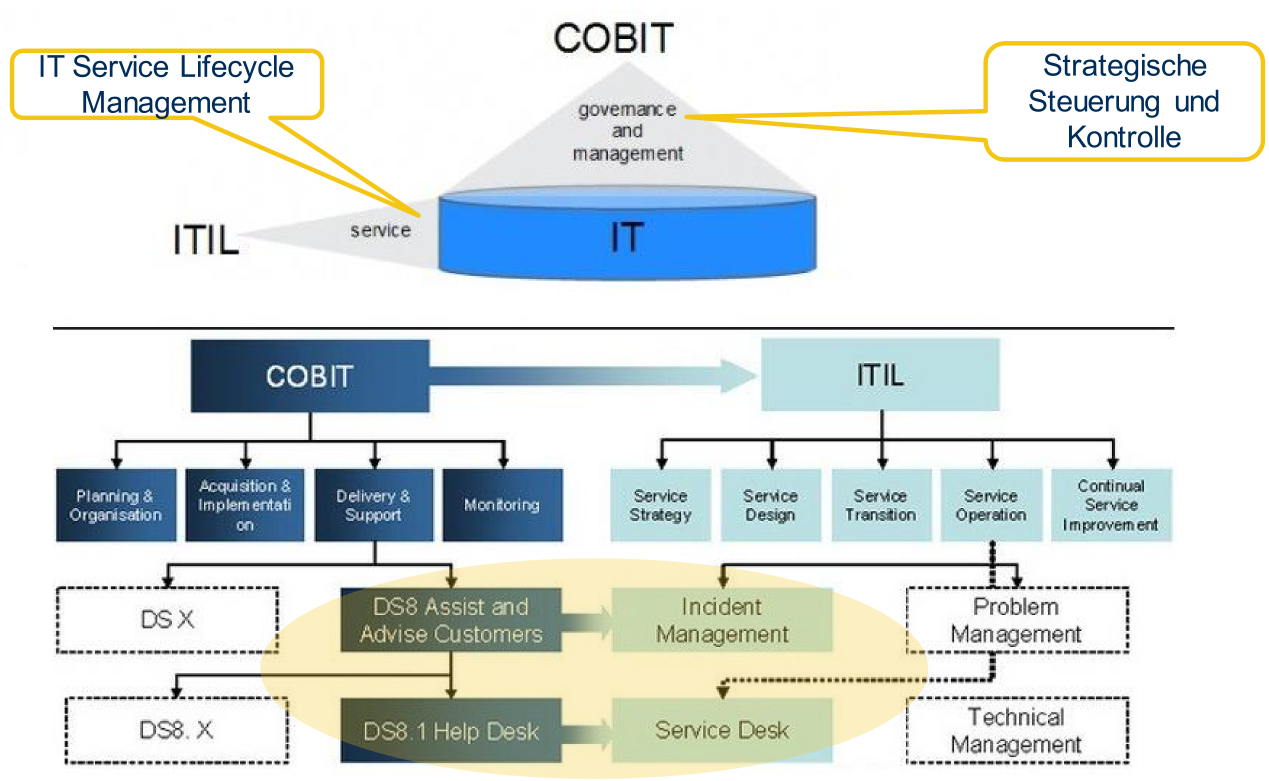 COBIT
IT Service Lifecycle
Management
Strategische
Steuerung und
Kontrolle
governance
and
management
ITIL
service
IT
COBIT
ITIL
Planning &
Organisation
Acquisition &
Implementati
on
Delivery &
Support
Monitoring
Service
Strategy
Service
Design
Service
Transition
Service
Operation
Continual
Service
Improvement
DS X
DS8 Assist and
Advise Customers
Incident
Management
Problem
Management
DS8. X
DS8.1 Help Desk
Service Desk
Technical
Management